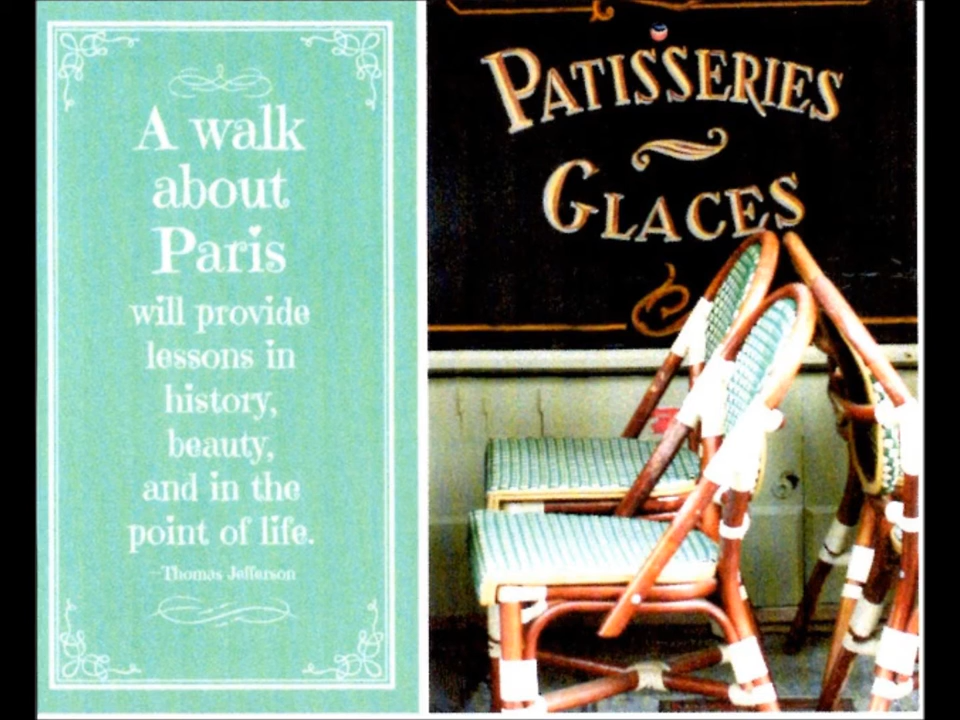 A walk
about
Paris
will provide
lessons in
history,
beauty,
and in the
point of life.
—Thomas Jefferson
PATISSERIES
GLACES